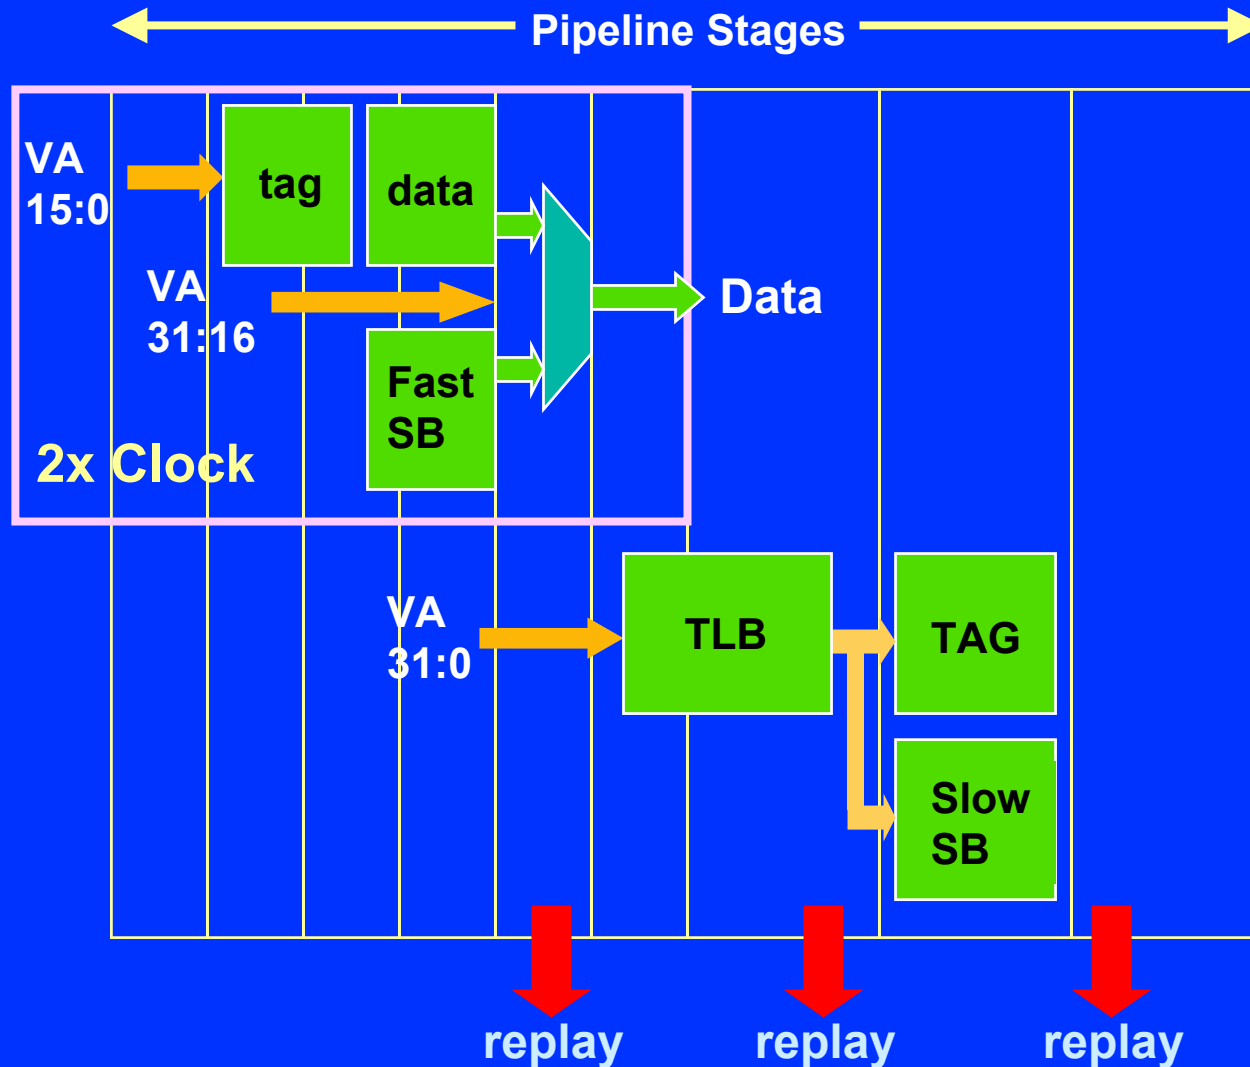 Pipeline Stages
VA
15:0
tag
data
VA
31:16
Data
Fast
SB
2x Clock
VA
31:0
TLB
TAG
Slow
SB
replay
replay
replay